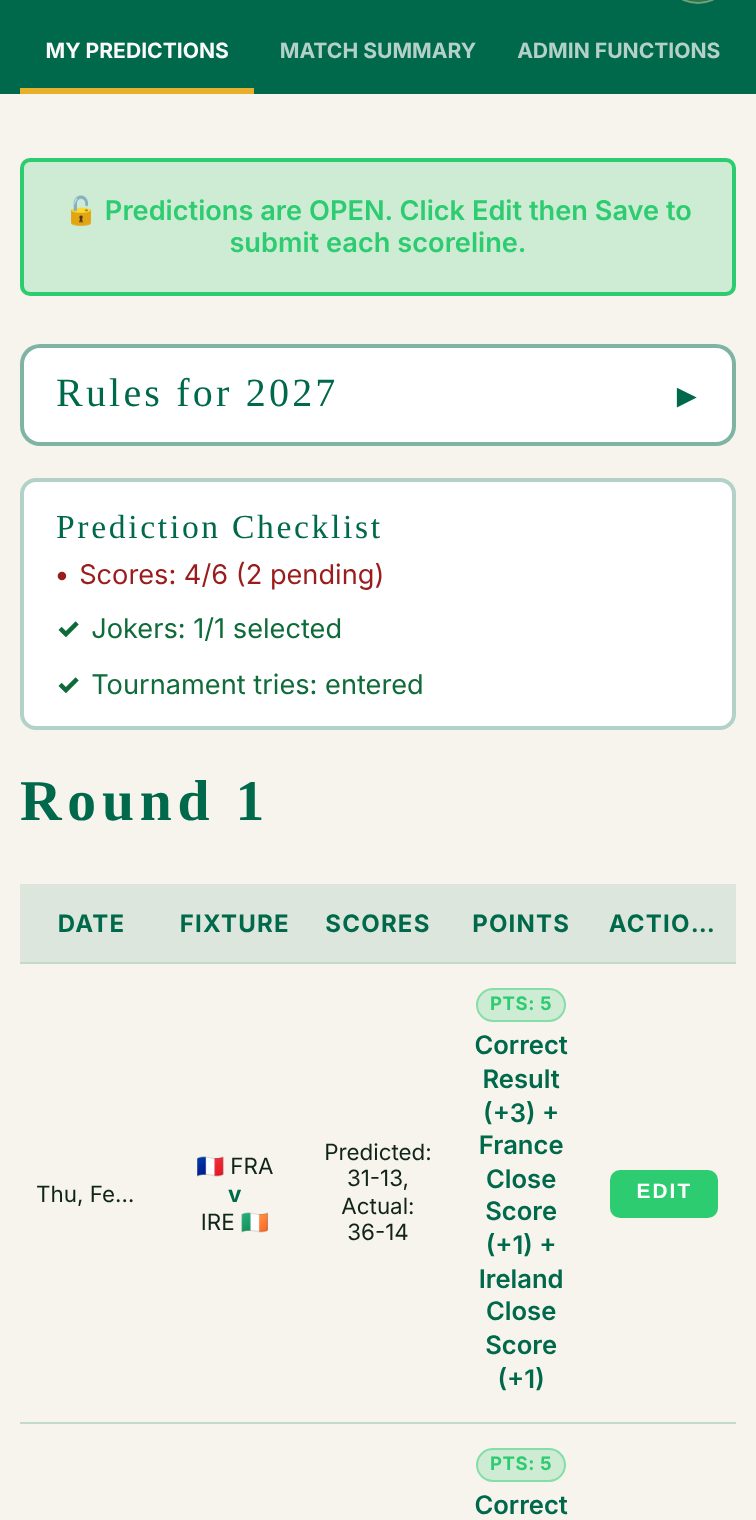 MY PREDICTIONS MATCH SUMMARY ADMIN FUNCTIONS
🔓 Predictions are OPEN. Click Edit then Save to
submit each scoreline.
Rules for 2027 ▶
Prediction Checklist
• Scores: 4/6 (2 pending)
✔ Jokers: 1/1 selected
✔ Tournament tries: entered
Round 1
DATE FIXTURE SCORES POINTS ACTIO...
PTS: 5
Correct
Result
(+3) +
France
Close
Score
(+1) +
Ireland
Close
Score
(+1)
Thu, Fe...
🇫🇷 FRA
v
IRE 🇮🇪
Predicted:
31-13,
Actual:
36-14
EDIT
PTS: 5
Correct